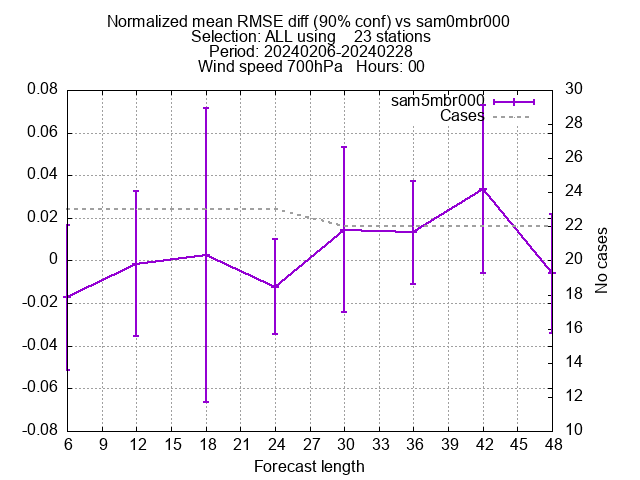 Normalized mean RMSE diff (90% conf) vs sam0mbr000
Selection: ALL using    23 stations
Period: 20240206-20240228
Wind speed 700hPa   Hours: 00
sam5mbr000
Cases
0.08
0.06
0.04
0.02
0
-0.02
-0.04
-0.06
-0.08
30
28
26
24
22
20
18
16
14
12
10
No cases
6 9 12 15 18 21 24 27 30 33 36 39 42 45 48
Forecast length